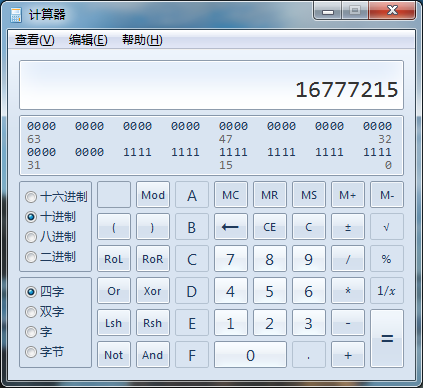 计算器
查看(V) 编辑(E) 帮助(H)
16777215
0000 0000 0000 0000 0000 0000 0000 0000
63 47 32
0000 0000 1111 1111 1111 1111 1111 1111
31 15 0
十六进制 Mod A MC MR MS M+ M-
十进制 ( ) B ← CE C ± √
八进制
二进制 RoL RoR C 7 8 9 / %
四字 Or Xor D 4 5 6 * 1/x
双字
字 Lsh Rsh E 1 2 3 - =
字节 Not And F 0 . +